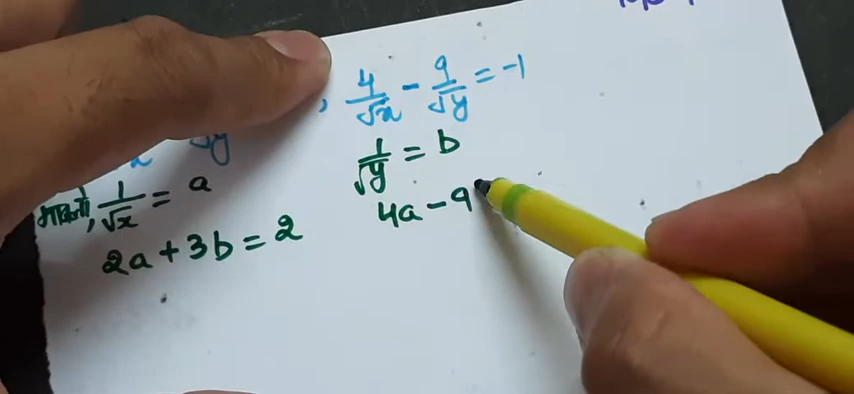 , 4/√x - 9/√y = -1
1/√y = b
मानो, 1/√x = a
4a - 9
2a + 3b = 2